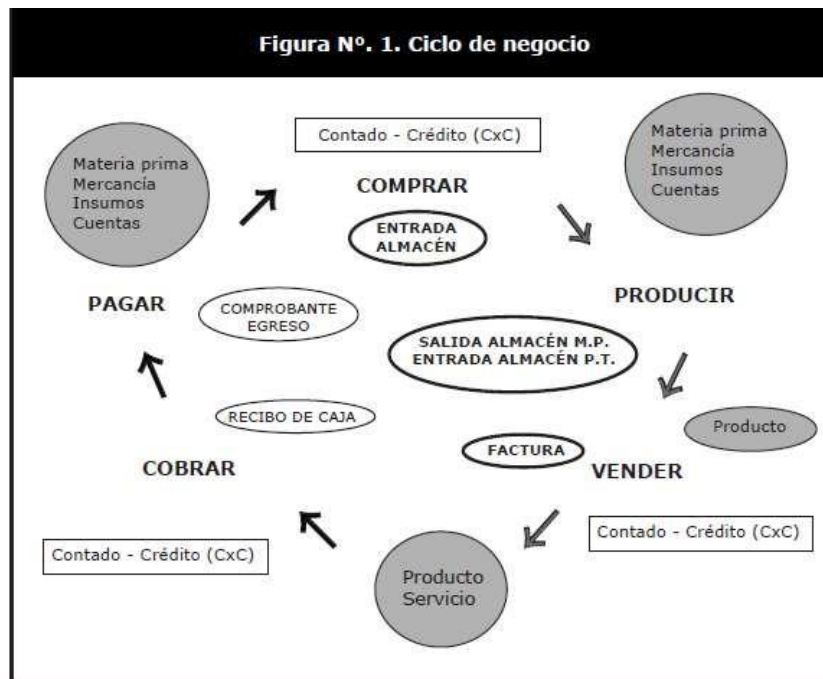 Figura Nº. 1. Ciclo de negocio
Materia prima
Mercancía
Insumos
Cuentas
Contado - Crédito (CxC)
COMPRAR
Materia prima
Mercancía
Insumos
Cuentas
ENTRADA
ALMACÉN
PAGAR
COMPROBANTE
EGRESO
PRODUCIR
SALIDA ALMACÉN M.P.
ENTRADA ALMACÉN P.T.
RECIBO DE CAJA
Producto
COBRAR
FACTURA
VENDER
Contado - Crédito (CxC)
Contado - Crédito (CxC)
Producto
Servicio